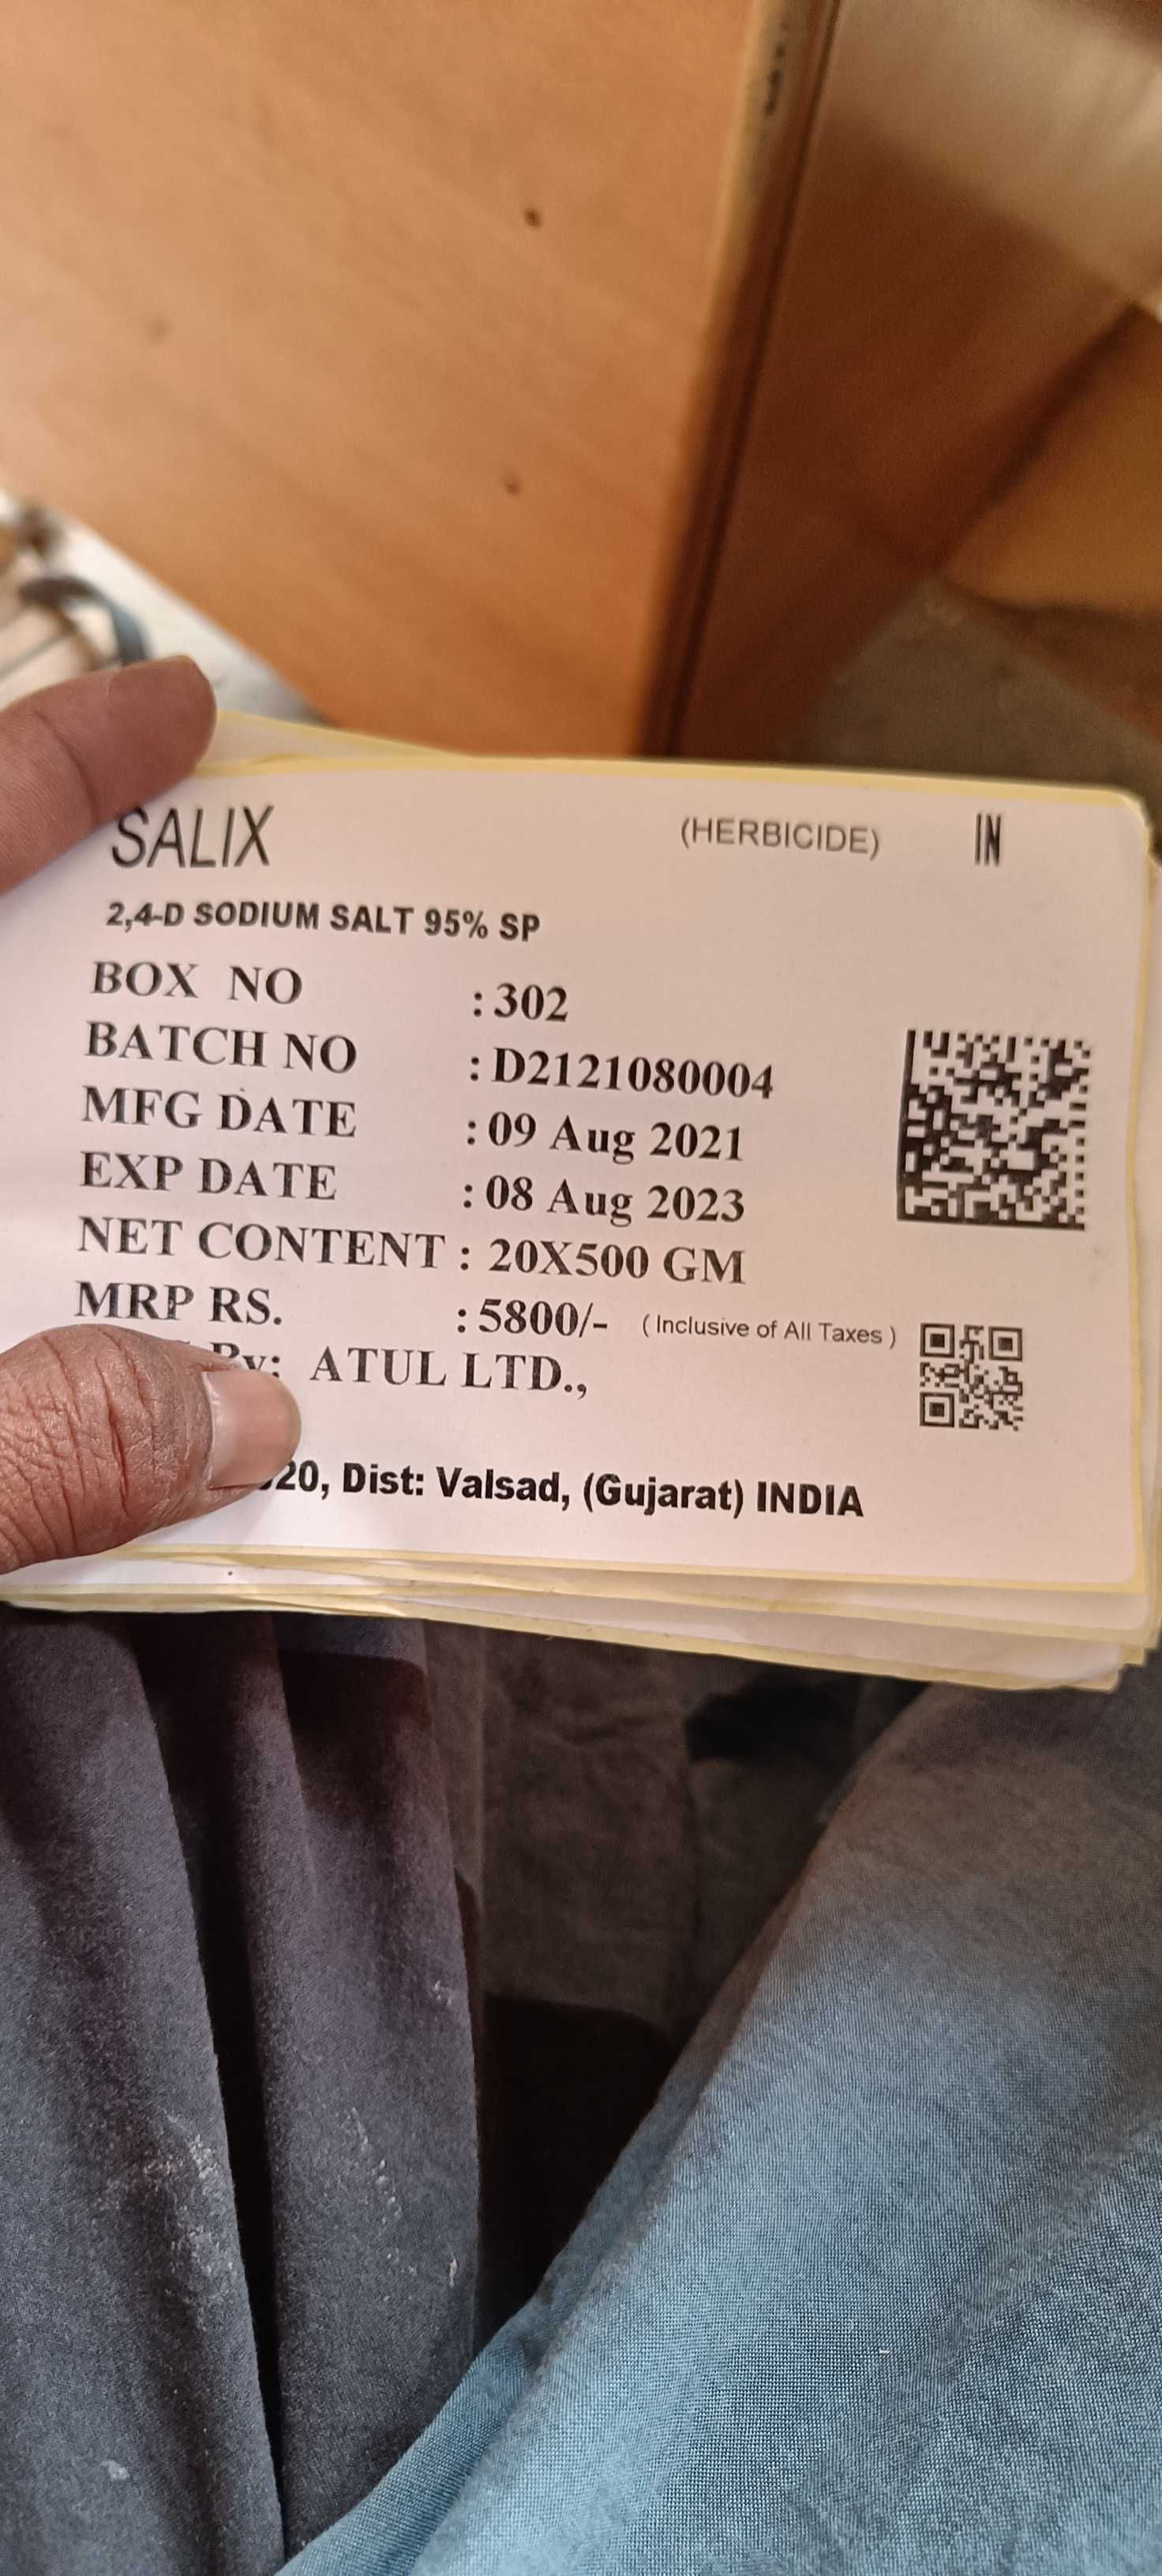 SALIX (HERBICIDE) IN
2,4-D SODIUM SALT 95% SP
BOX NO : 302
BATCH NO : D2121080004
MFG DATE : 09 Aug 2021
EXP DATE : 08 Aug 2023
NET CONTENT : 20X500 GM
MRP RS. : 5800/- ( Inclusive of All Taxes )
By: ATUL LTD.,
20, Dist: Valsad, (Gujarat) INDIA